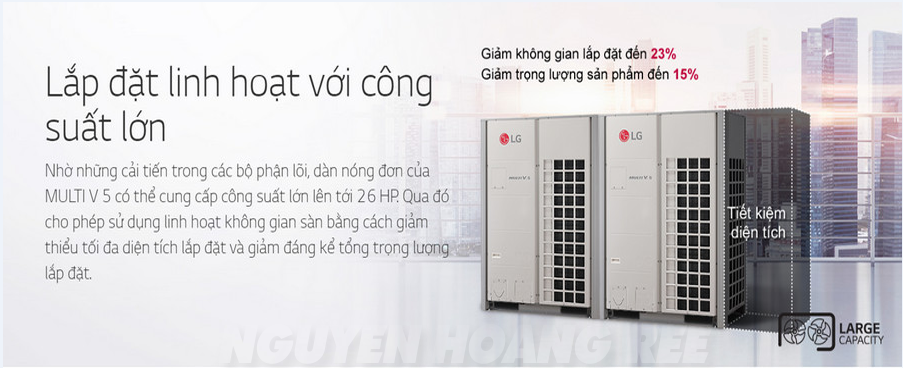 Giảm không gian lắp đặt đến 23%
Giảm trọng lượng sản phẩm đến 15%
Lắp đặt linh hoạt với công
suất lớn
Nhờ những cải tiến trong các bộ phận lõi, dàn nóng đơn của
MULTI V 5 có thể cung cấp công suất lớn lên tới 26 HP. Qua đó
cho phép sử dụng linh hoạt không gian sàn bằng cách giảm
thiểu tối đa diện tích lắp đặt và giảm đáng kể tổng trọng lượng
lắp đặt.
LG
LG
MULTI V 5
MULTI V 5
Tiết kiệm
diện tích
LARGE
CAPACITY
NGUYEN HOANG REE